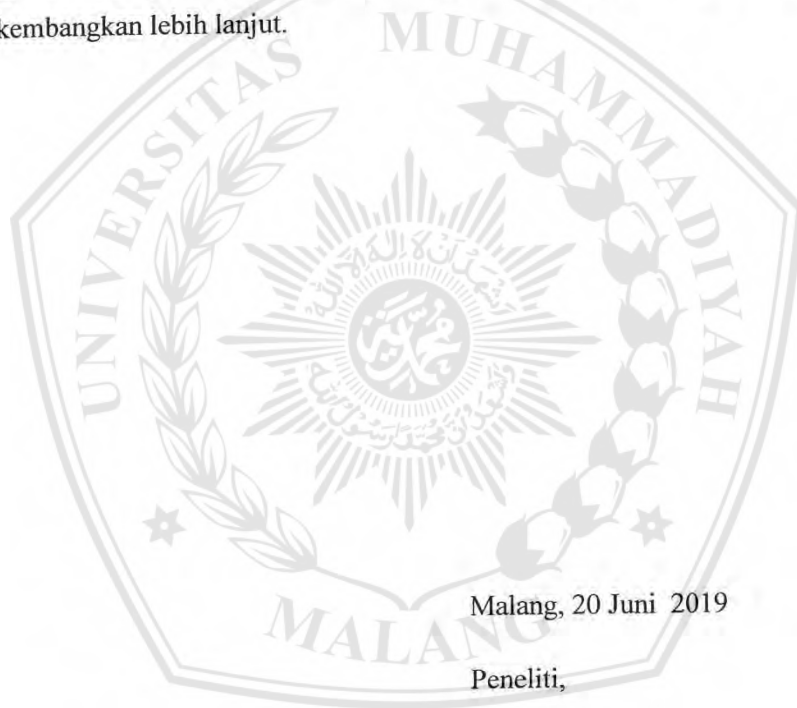 kembangkan lebih lanjut.
UNIVERSITAS MUHAMMADIYAH
MALANG
Malang, 20 Juni 2019
Peneliti,